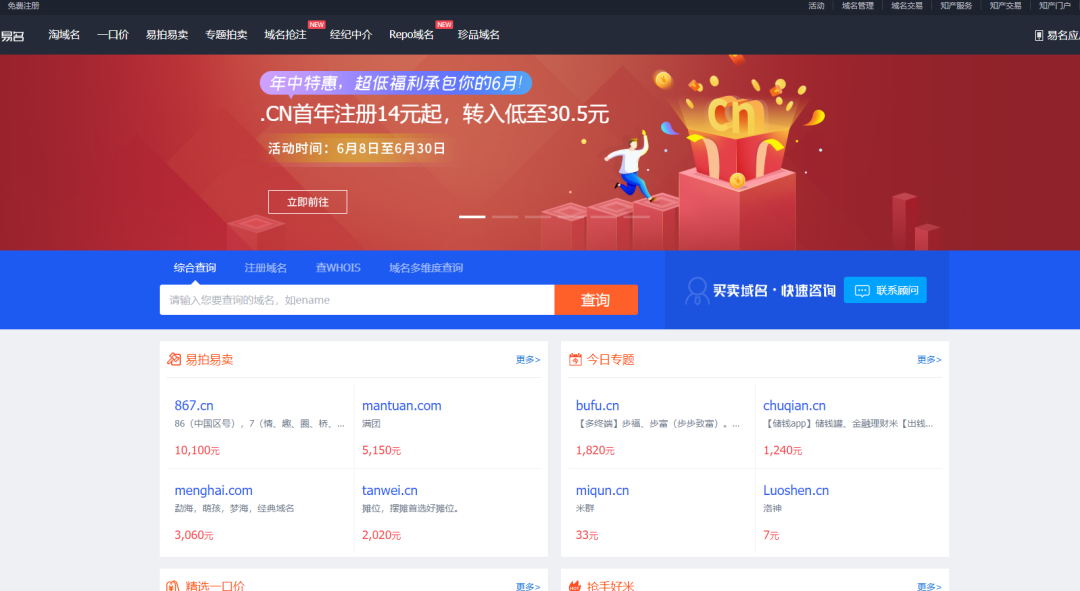 免费注册
活动 域名管理 域名交易 知产服务 知产交易 知产门户
易名 淘域名 一口价 易拍易卖 专题拍卖 域名抢注 NEW 经纪中介 Repo域名 NEW 珍品域名 易名应
年中特惠，超低福利承包你的6月！
.CN首年注册14元起，转入低至30.5元
活动时间：6月8日至6月30日
立即前往
cn
综合查询 注册域名 查WHOIS 域名多维度查询
请输入您要查询的域名，如ename 查询
买卖域名·快速咨询 联系顾问
易拍易卖 更多>
867.cn mantuan.com
86（中国区号），7（情、趣、圈、桥、... 满团
10,100元 5,150元
menghai.com tanwei.cn
勐海，萌孩，梦海，经典域名 摊位，摆摊首选好摊位。
3,060元 2,020元
今日专题 更多>
bufu.cn chuqian.cn
【多终端】步福、步富（步步致富）。... 【储钱app】储钱罐、金融理财米【出钱...
1,820元 1,240元
miqun.cn Luoshen.cn
米群 洛神
33元 7元
精选一口价 更多>
抢手好米 更多>